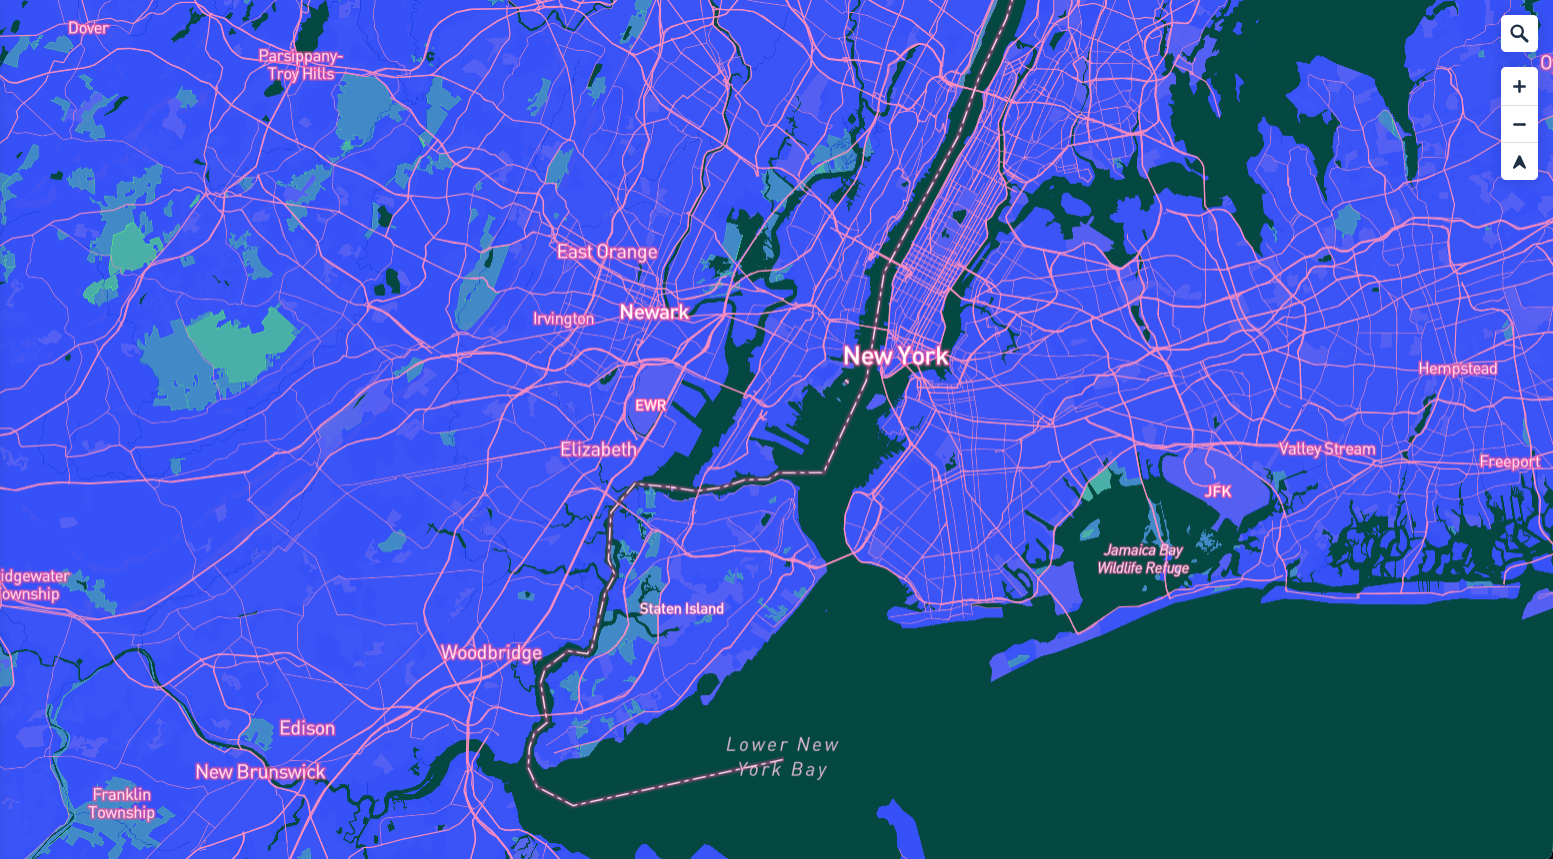 Dover
Parsippany-
Troy Hills
East Orange
Newark
Irvington
New York
Hempstead
EWR
Elizabeth
Valley Stream
Freeport
JFK
Jamaica Bay
Wildlife Refuge
idgewater
ownship
Staten Island
Woodbridge
Edison
Lower New
York Bay
New Brunswick
Franklin
Township